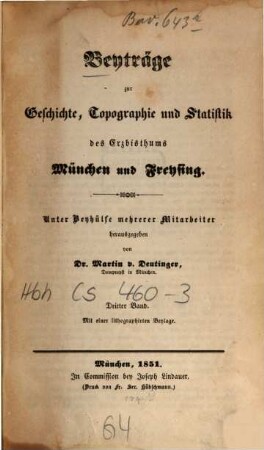 Bav. 643ª
Beyträge
zur
Geschichte, Topographie und Statistik
des Erzbisthums
München und Freysing.
Unter Beyhülfe mehrerer Mitarbeiter
herausgegeben
von
Dr. Martin v. Deutinger,
Dompropst in München.
Hbh CS 460-3
Dritter Band.
Mit einer lithographirten Beylage.
München, 1851.
In Commission bey Joseph Lindauer.
(Druck von Fr. Ser. Hübschmann.)
64